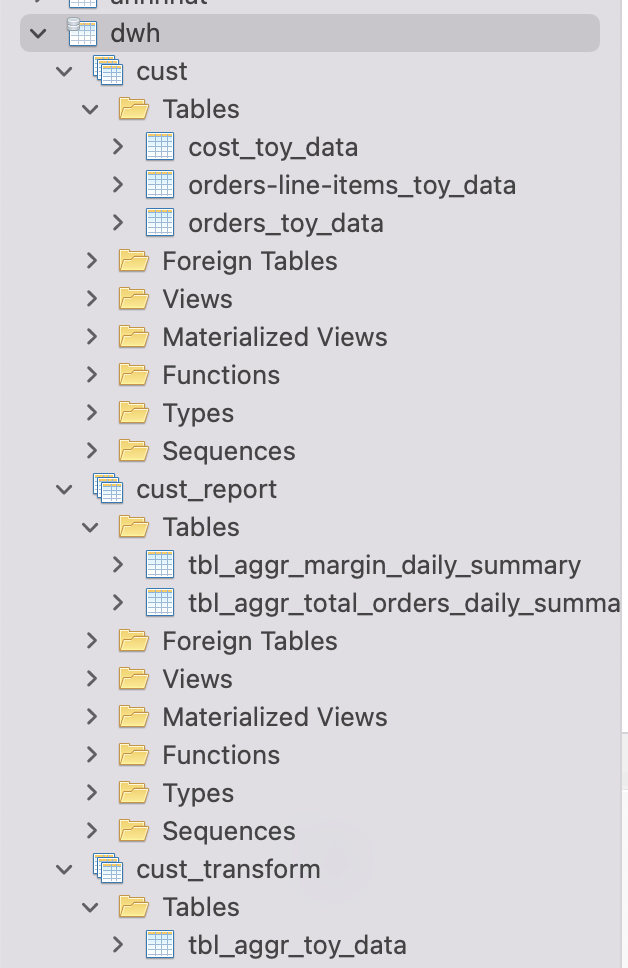 dwh
cust
Tables
cost_toy_data
orders-line-items_toy_data
orders_toy_data
Foreign Tables
Views
Materialized Views
Functions
Types
Sequences
cust_report
Tables
tbl_aggr_margin_daily_summary
tbl_aggr_total_orders_daily_summa
Foreign Tables
Views
Materialized Views
Functions
Types
Sequences
cust_transform
Tables
tbl_aggr_toy_data